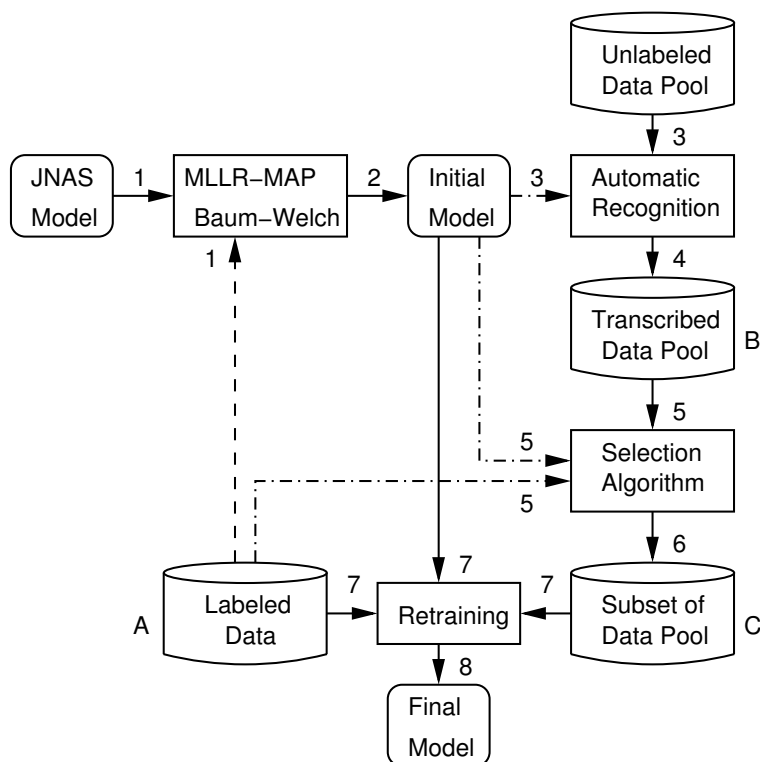 Unlabeled
Data Pool
3
JNAS
Model
1
MLLR−MAP
Baum−Welch
2
Initial
Model
3
Automatic
Recognition
1
4
Transcribed
Data Pool
B
5
5
Selection
Algorithm
5
6
A
Labeled
Data
7
7
Retraining
7
Subset of
Data Pool
C
8
Final
Model